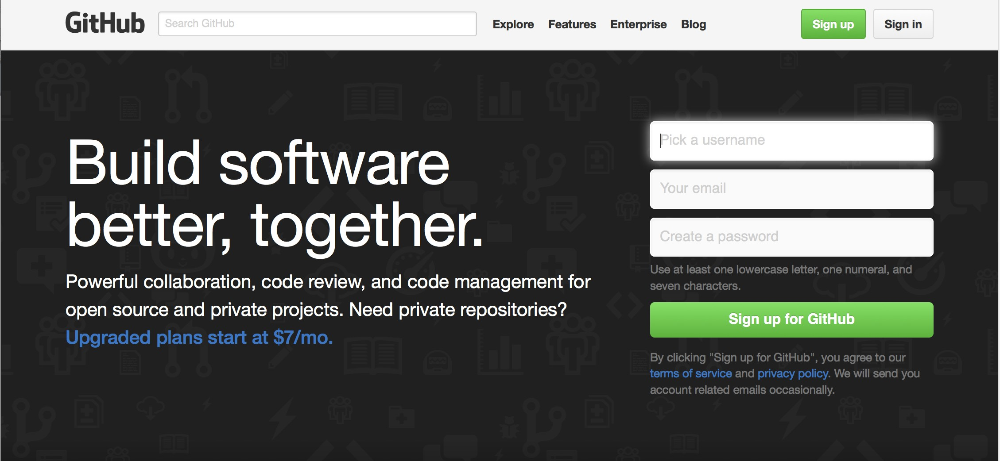 GitHub
Search GitHub
Explore
Features
Enterprise
Blog
Sign up
Sign in
Build software
better, together.
Powerful collaboration, code review, and code management for
open source and private projects. Need private repositories?
Upgraded plans start at $7/mo.
Pick a username
Your email
Create a password
Use at least one lowercase letter, one numeral, and
seven characters.
Sign up for GitHub
By clicking "Sign up for GitHub", you agree to our
terms of service and privacy policy. We will send you
account related emails occasionally.